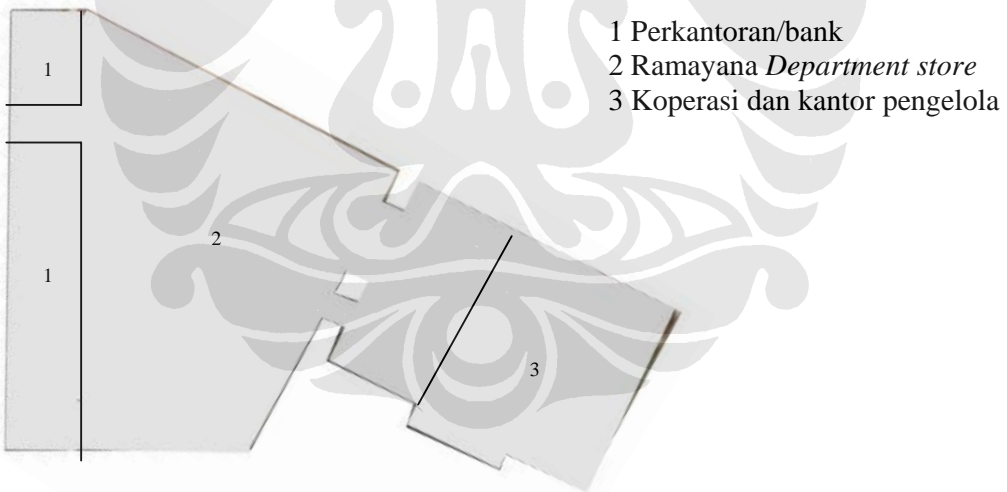 1 Perkantoran/bank
2 Ramayana Department store
3 Koperasi dan kantor pengelola
1
2
1
3